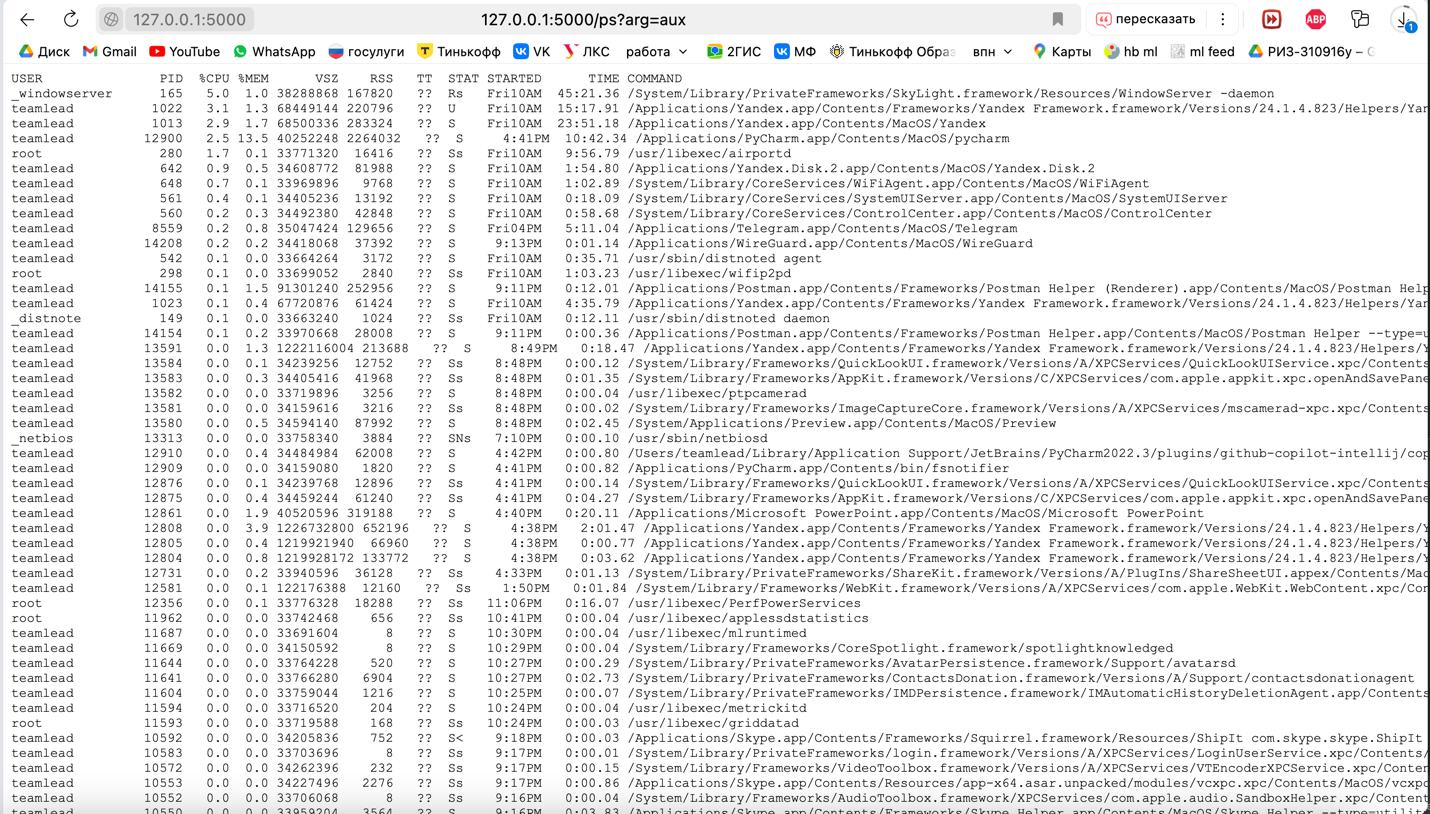 127.0.0.1:5000 127.0.0.1:5000/ps?arg=aux пересказать ABP 1
Диск Gmail YouTube WhatsApp госуслуги Тинькофф VK ЛКС работа 2ГИС МФ Тинькофф Образ впн Карты hb ml ml feed РИЗ-310916у –
USER PID %CPU %MEM VSZ RSS TT STAT STARTED TIME COMMAND
_windowserver 165 5.0 1.0 38288868 167820 ?? Rs Fri10AM 45:21.36 /System/Library/PrivateFrameworks/SkyLight.framework/Resources/WindowServer -daemon
teamlead 1022 3.1 1.3 68449144 220796 ?? U Fri10AM 15:17.91 /Applications/Yandex.app/Contents/Frameworks/Yandex Framework.framework/Versions/24.1.4.823/Helpers/Yan
teamlead 1013 2.9 1.7 68500336 283324 ?? S Fri10AM 23:51.18 /Applications/Yandex.app/Contents/MacOS/Yandex
teamlead 12900 2.5 13.5 40252248 2264032 ?? S 4:41PM 10:42.34 /Applications/PyCharm.app/Contents/MacOS/pycharm
root 280 1.7 0.1 33771320 16416 ?? Ss Fri10AM 9:56.79 /usr/libexec/airportd
teamlead 642 0.9 0.5 34608772 81988 ?? S Fri10AM 1:54.80 /Applications/Yandex.Disk.2.app/Contents/MacOS/Yandex.Disk.2
teamlead 648 0.7 0.1 33969896 9768 ?? S Fri10AM 1:02.89 /System/Library/CoreServices/WiFiAgent.app/Contents/MacOS/WiFiAgent
teamlead 561 0.4 0.1 34405236 13192 ?? S Fri10AM 0:18.09 /System/Library/CoreServices/SystemUIServer.app/Contents/MacOS/SystemUIServer
teamlead 560 0.2 0.3 34492380 42848 ?? S Fri10AM 0:58.68 /System/Library/CoreServices/ControlCenter.app/Contents/MacOS/ControlCenter
teamlead 8559 0.2 0.8 35047424 129656 ?? S Fri04PM 5:11.04 /Applications/Telegram.app/Contents/MacOS/Telegram
teamlead 14208 0.2 0.2 34418068 37392 ?? S 9:13PM 0:01.14 /Applications/WireGuard.app/Contents/MacOS/WireGuard
teamlead 542 0.1 0.0 33664264 3172 ?? S Fri10AM 0:35.71 /usr/sbin/distnoted agent
root 298 0.1 0.0 33699052 2840 ?? Ss Fri10AM 1:03.23 /usr/libexec/wifip2pd
teamlead 14155 0.1 1.5 91301240 252956 ?? S 9:11PM 0:12.01 /Applications/Postman.app/Contents/Frameworks/Postman Helper (Renderer).app/Contents/MacOS/Postman Help
teamlead 1023 0.1 0.4 67720876 61424 ?? S Fri10AM 4:35.79 /Applications/Yandex.app/Contents/Frameworks/Yandex Framework.framework/Versions/24.1.4.823/Helpers/Yan
_distnote 149 0.1 0.0 33663240 1024 ?? Ss Fri10AM 0:12.11 /usr/sbin/distnoted daemon
teamlead 14154 0.1 0.2 33970668 28008 ?? S 9:11PM 0:00.36 /Applications/Postman.app/Contents/Frameworks/Postman Helper.app/Contents/MacOS/Postman Helper --type=u
teamlead 13591 0.0 1.3 1222116004 213688 ?? S 8:49PM 0:18.47 /Applications/Yandex.app/Contents/Frameworks/Yandex Framework.framework/Versions/24.1.4.823/Helpers/Y
teamlead 13584 0.0 0.1 34239256 12752 ?? Ss 8:48PM 0:00.12 /System/Library/Frameworks/QuickLookUI.framework/Versions/A/XPCServices/QuickLookUIService.xpc/Contents
teamlead 13583 0.0 0.3 34405416 41968 ?? Ss 8:48PM 0:01.35 /System/Library/Frameworks/AppKit.framework/Versions/C/XPCServices/com.apple.appkit.xpc.openAndSavePane
teamlead 13582 0.0 0.0 33719896 3256 ?? S 8:48PM 0:00.04 /usr/libexec/ptpcamerad
teamlead 13581 0.0 0.0 34159616 3216 ?? Ss 8:48PM 0:00.02 /System/Library/Frameworks/ImageCaptureCore.framework/Versions/A/XPCServices/mscamerad-xpc.xpc/Contents
teamlead 13580 0.0 0.5 34594140 87992 ?? S 8:48PM 0:02.45 /System/Applications/Preview.app/Contents/MacOS/Preview
_netbios 13313 0.0 0.0 33758340 3884 ?? SNs 7:10PM 0:00.10 /usr/sbin/netbiosd
teamlead 12910 0.0 0.4 34484984 62008 ?? S 4:42PM 0:00.80 /Users/teamlead/Library/Application Support/JetBrains/PyCharm2022.3/plugins/github-copilot-intellij/cop
teamlead 12909 0.0 0.0 34159080 1820 ?? S 4:41PM 0:00.82 /Applications/PyCharm.app/Contents/bin/fsnotifier
teamlead 12876 0.0 0.1 34239768 12896 ?? Ss 4:41PM 0:00.14 /System/Library/Frameworks/QuickLookUI.framework/Versions/A/XPCServices/QuickLookUIService.xpc/Contents
teamlead 12875 0.0 0.4 34459244 61240 ?? Ss 4:41PM 0:04.27 /System/Library/Frameworks/AppKit.framework/Versions/C/XPCServices/com.apple.appkit.xpc.openAndSavePane
teamlead 12861 0.0 1.9 40520596 319188 ?? S 4:40PM 0:20.11 /Applications/Microsoft PowerPoint.app/Contents/MacOS/Microsoft PowerPoint
teamlead 12808 0.0 3.9 1226732800 652196 ?? S 4:38PM 2:01.47 /Applications/Yandex.app/Contents/Frameworks/Yandex Framework.framework/Versions/24.1.4.823/Helpers/Y
teamlead 12805 0.0 0.4 1219921940 66960 ?? S 4:38PM 0:00.77 /Applications/Yandex.app/Contents/Frameworks/Yandex Framework.framework/Versions/24.1.4.823/Helpers/Y
teamlead 12804 0.0 0.8 1219928172 133772 ?? S 4:38PM 0:03.62 /Applications/Yandex.app/Contents/Frameworks/Yandex Framework.framework/Versions/24.1.4.823/Helpers/Y
teamlead 12731 0.0 0.2 33940596 36128 ?? Ss 4:33PM 0:01.13 /System/Library/PrivateFrameworks/ShareKit.framework/Versions/A/PlugIns/ShareSheetUI.appex/Contents/Mac
teamlead 12581 0.0 0.1 122176388 12160 ?? Ss 1:50PM 0:01.84 /System/Library/Frameworks/WebKit.framework/Versions/A/XPCServices/com.apple.WebKit.WebContent.xpc/Con
root 12356 0.0 0.1 33776328 18288 ?? Ss 11:06PM 0:16.07 /usr/libexec/PerfPowerServices
root 11962 0.0 0.0 33742468 656 ?? Ss 10:41PM 0:00.04 /usr/libexec/applessdstatistics
teamlead 11687 0.0 0.0 33691604 8 ?? S 10:30PM 0:00.04 /usr/libexec/mlruntimed
teamlead 11669 0.0 0.0 34150592 8 ?? S 10:29PM 0:00.04 /System/Library/Frameworks/CoreSpotlight.framework/spotlightknowledged
teamlead 11644 0.0 0.0 33764228 520 ?? S 10:27PM 0:00.29 /System/Library/PrivateFrameworks/AvatarPersistence.framework/Support/avatarsd
teamlead 11641 0.0 0.0 33766280 6904 ?? S 10:27PM 0:02.73 /System/Library/PrivateFrameworks/ContactsDonation.framework/Versions/A/Support/contactsdonationagent
teamlead 11604 0.0 0.0 33759044 1216 ?? S 10:25PM 0:00.07 /System/Library/PrivateFrameworks/IMDPersistence.framework/IMAutomaticHistoryDeletionAgent.app/Contents
teamlead 11594 0.0 0.0 33716520 204 ?? S 10:24PM 0:00.04 /usr/libexec/metrickitd
root 11593 0.0 0.0 33719588 168 ?? Ss 10:24PM 0:00.03 /usr/libexec/griddatad
teamlead 10592 0.0 0.0 34205836 752 ?? S< 9:18PM 0:00.03 /Applications/Skype.app/Contents/Frameworks/Squirrel.framework/Resources/ShipIt com.skype.skype.ShipIt
teamlead 10583 0.0 0.0 33703696 8 ?? Ss 9:17PM 0:00.01 /System/Library/PrivateFrameworks/login.framework/Versions/A/XPCServices/LoginUserService.xpc/Contents/
teamlead 10572 0.0 0.0 34262396 232 ?? Ss 9:17PM 0:00.15 /System/Library/Frameworks/VideoToolbox.framework/Versions/A/XPCServices/VTEncoderXPCService.xpc/Conten
teamlead 10553 0.0 0.0 34227496 2276 ?? Ss 9:17PM 0:00.86 /Applications/Skype.app/Contents/Resources/app-x64.asar.unpacked/modules/vcxpc.xpc/Contents/MacOS/vcxpc
teamlead 10552 0.0 0.0 33706068 8 ?? Ss 9:16PM 0:00.04 /System/Library/Frameworks/AudioToolbox.framework/XPCServices/com.apple.audio.SandboxHelper.xpc/Content
teamlead 10550 0.0 0.0 33959204 3564 ?? S 9:16PM 0:03.83 /Applications/Skype.app/Contents/Frameworks/Skype Helper.app/Contents/MacOS/Skype Helper --type=utilit